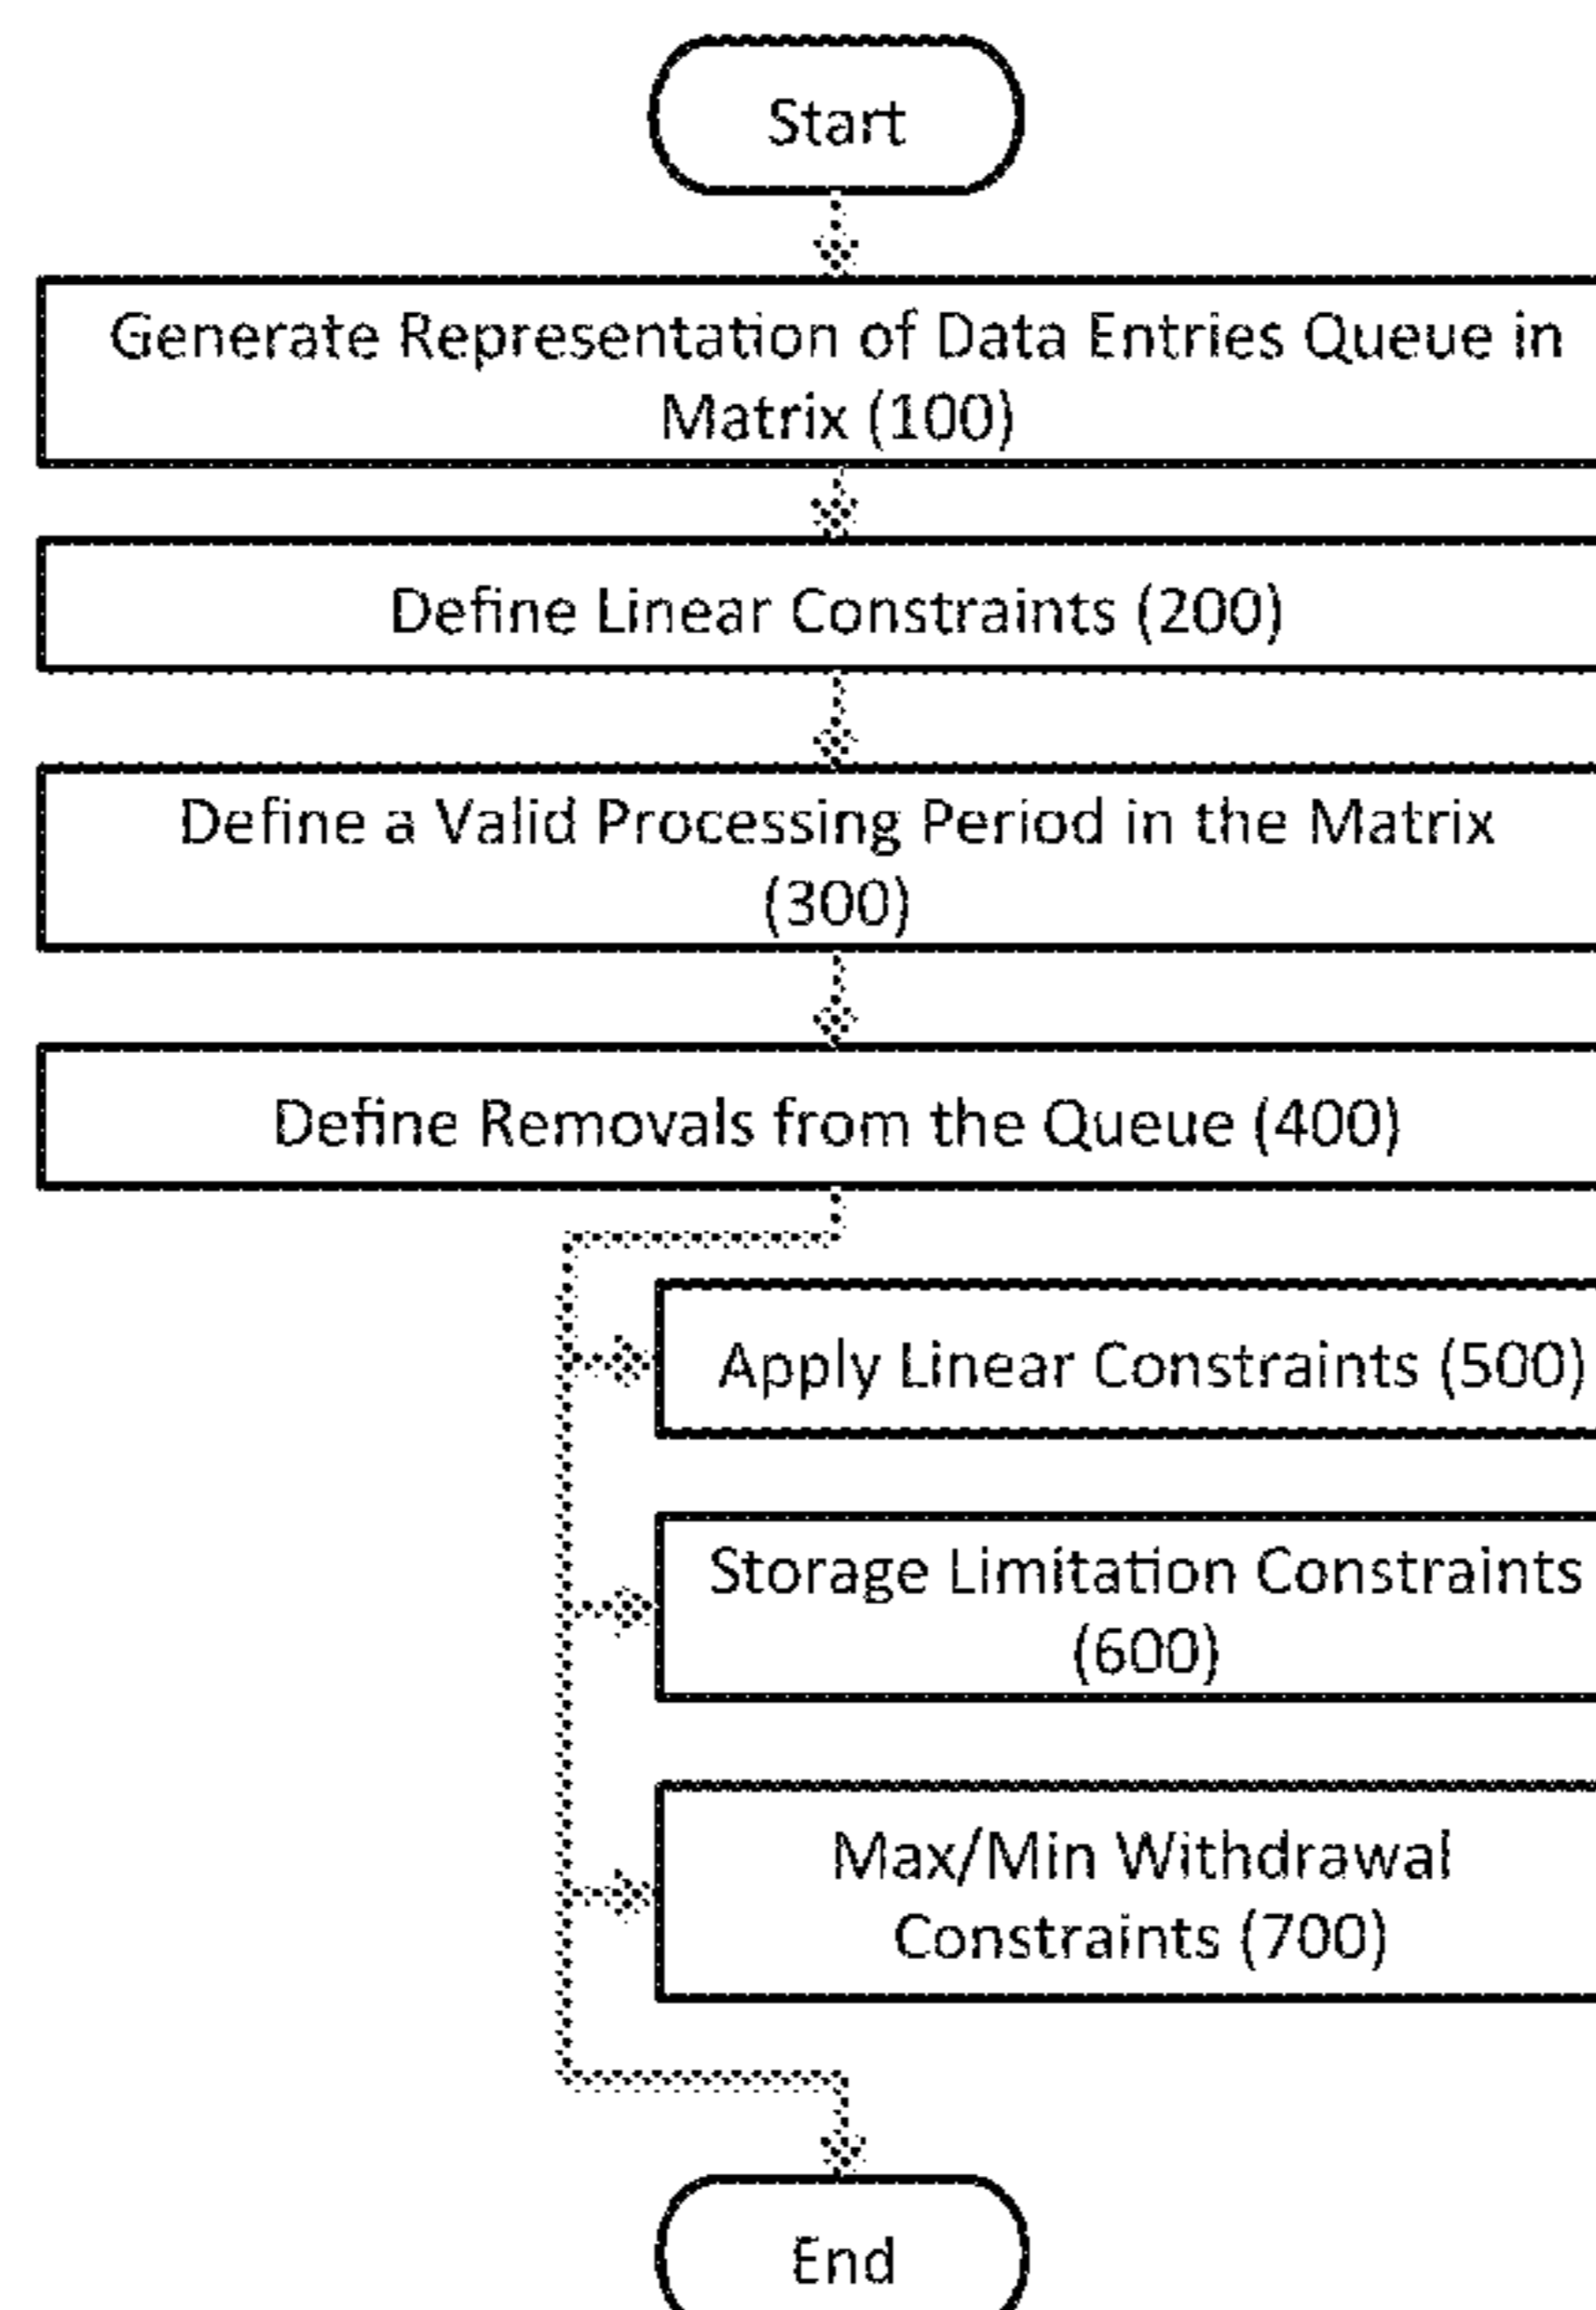 Start
Generate Representation of Data Entries Queue in
Matrix (100)
Define Linear Constraints (200)
Define a Valid Processing Period in the Matrix
(300)
Define Removals from the Queue (400)
Apply Linear Constraints (500)
Storage Limitation Constraints
(600)
Max/Min Withdrawal
Constraints (700)
End